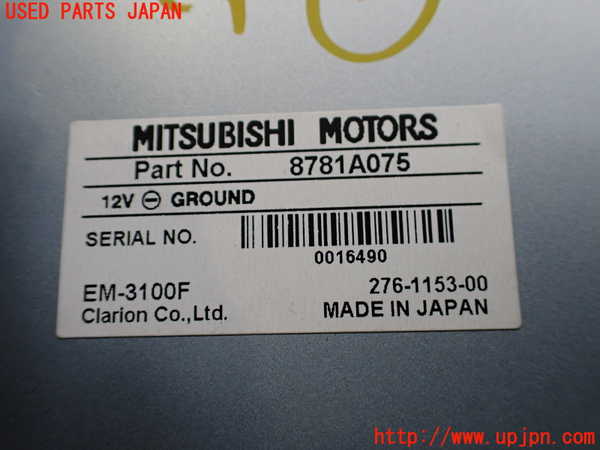 USED PARTS JAPAN
MITSUBISHI MOTORS
Part No. 8781A075
12V ⊖ GROUND
SERIAL NO.
0016490
EM-3100F 276-1153-00
Clarion Co.,Ltd. MADE IN JAPAN
http://www.upjpn.com/